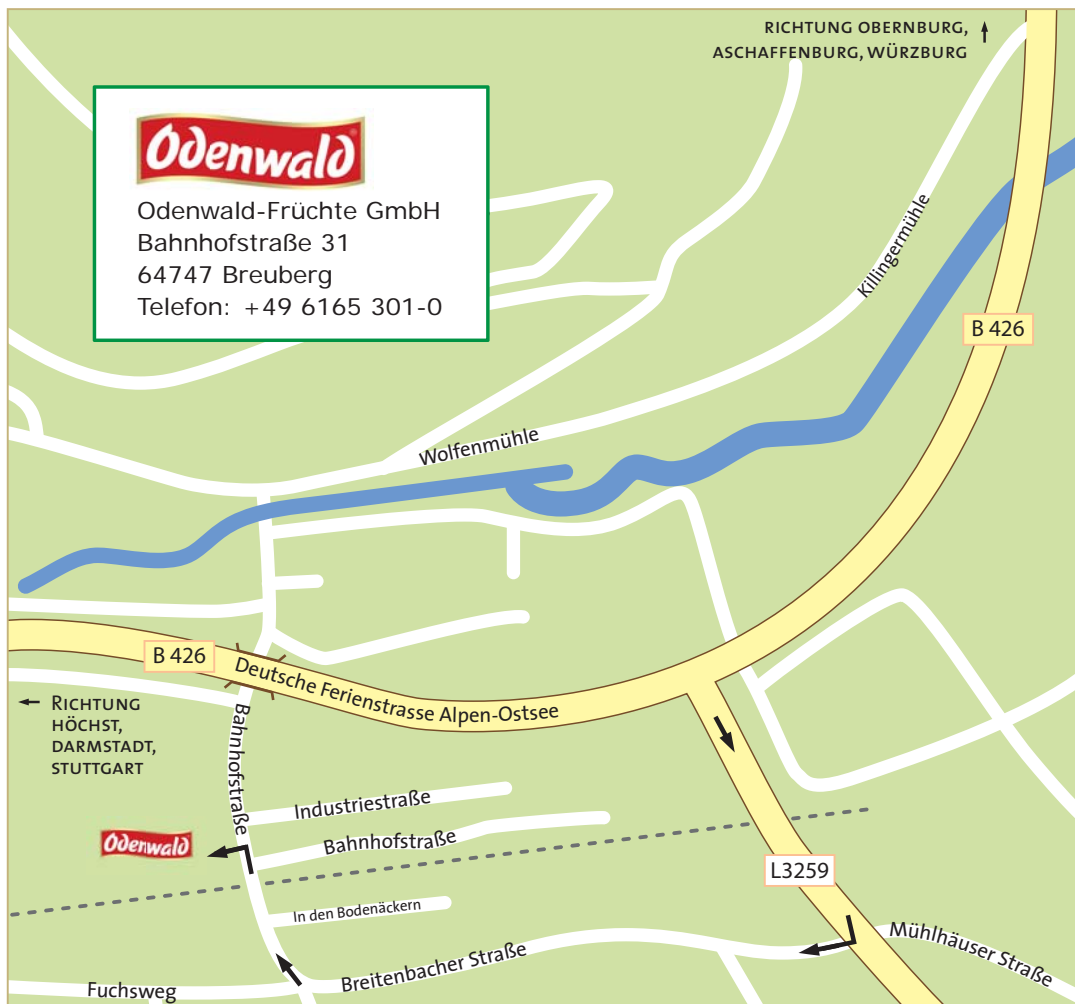 RICHTUNG OBERNBURG,
ASCHAFFENBURG, WÜRZBURG
Odenwald
Odenwald-Früchte GmbH
Bahnhofstraße 31
64747 Breuberg
Telefon: +49 6165 301-0
Killingermühle
B 426
Wolfenmühle
B 426
Deutsche Ferienstrasse Alpen-Ostsee
RICHTUNG
HÖCHST,
DARMSTADT,
STUTTGART
Bahnhofstraße
Industriestraße
Bahnhofstraße
Odenwald
L3259
In den Bodenäckern
Mühlhäuser Straße
Breitenbacher Straße
Fuchsweg